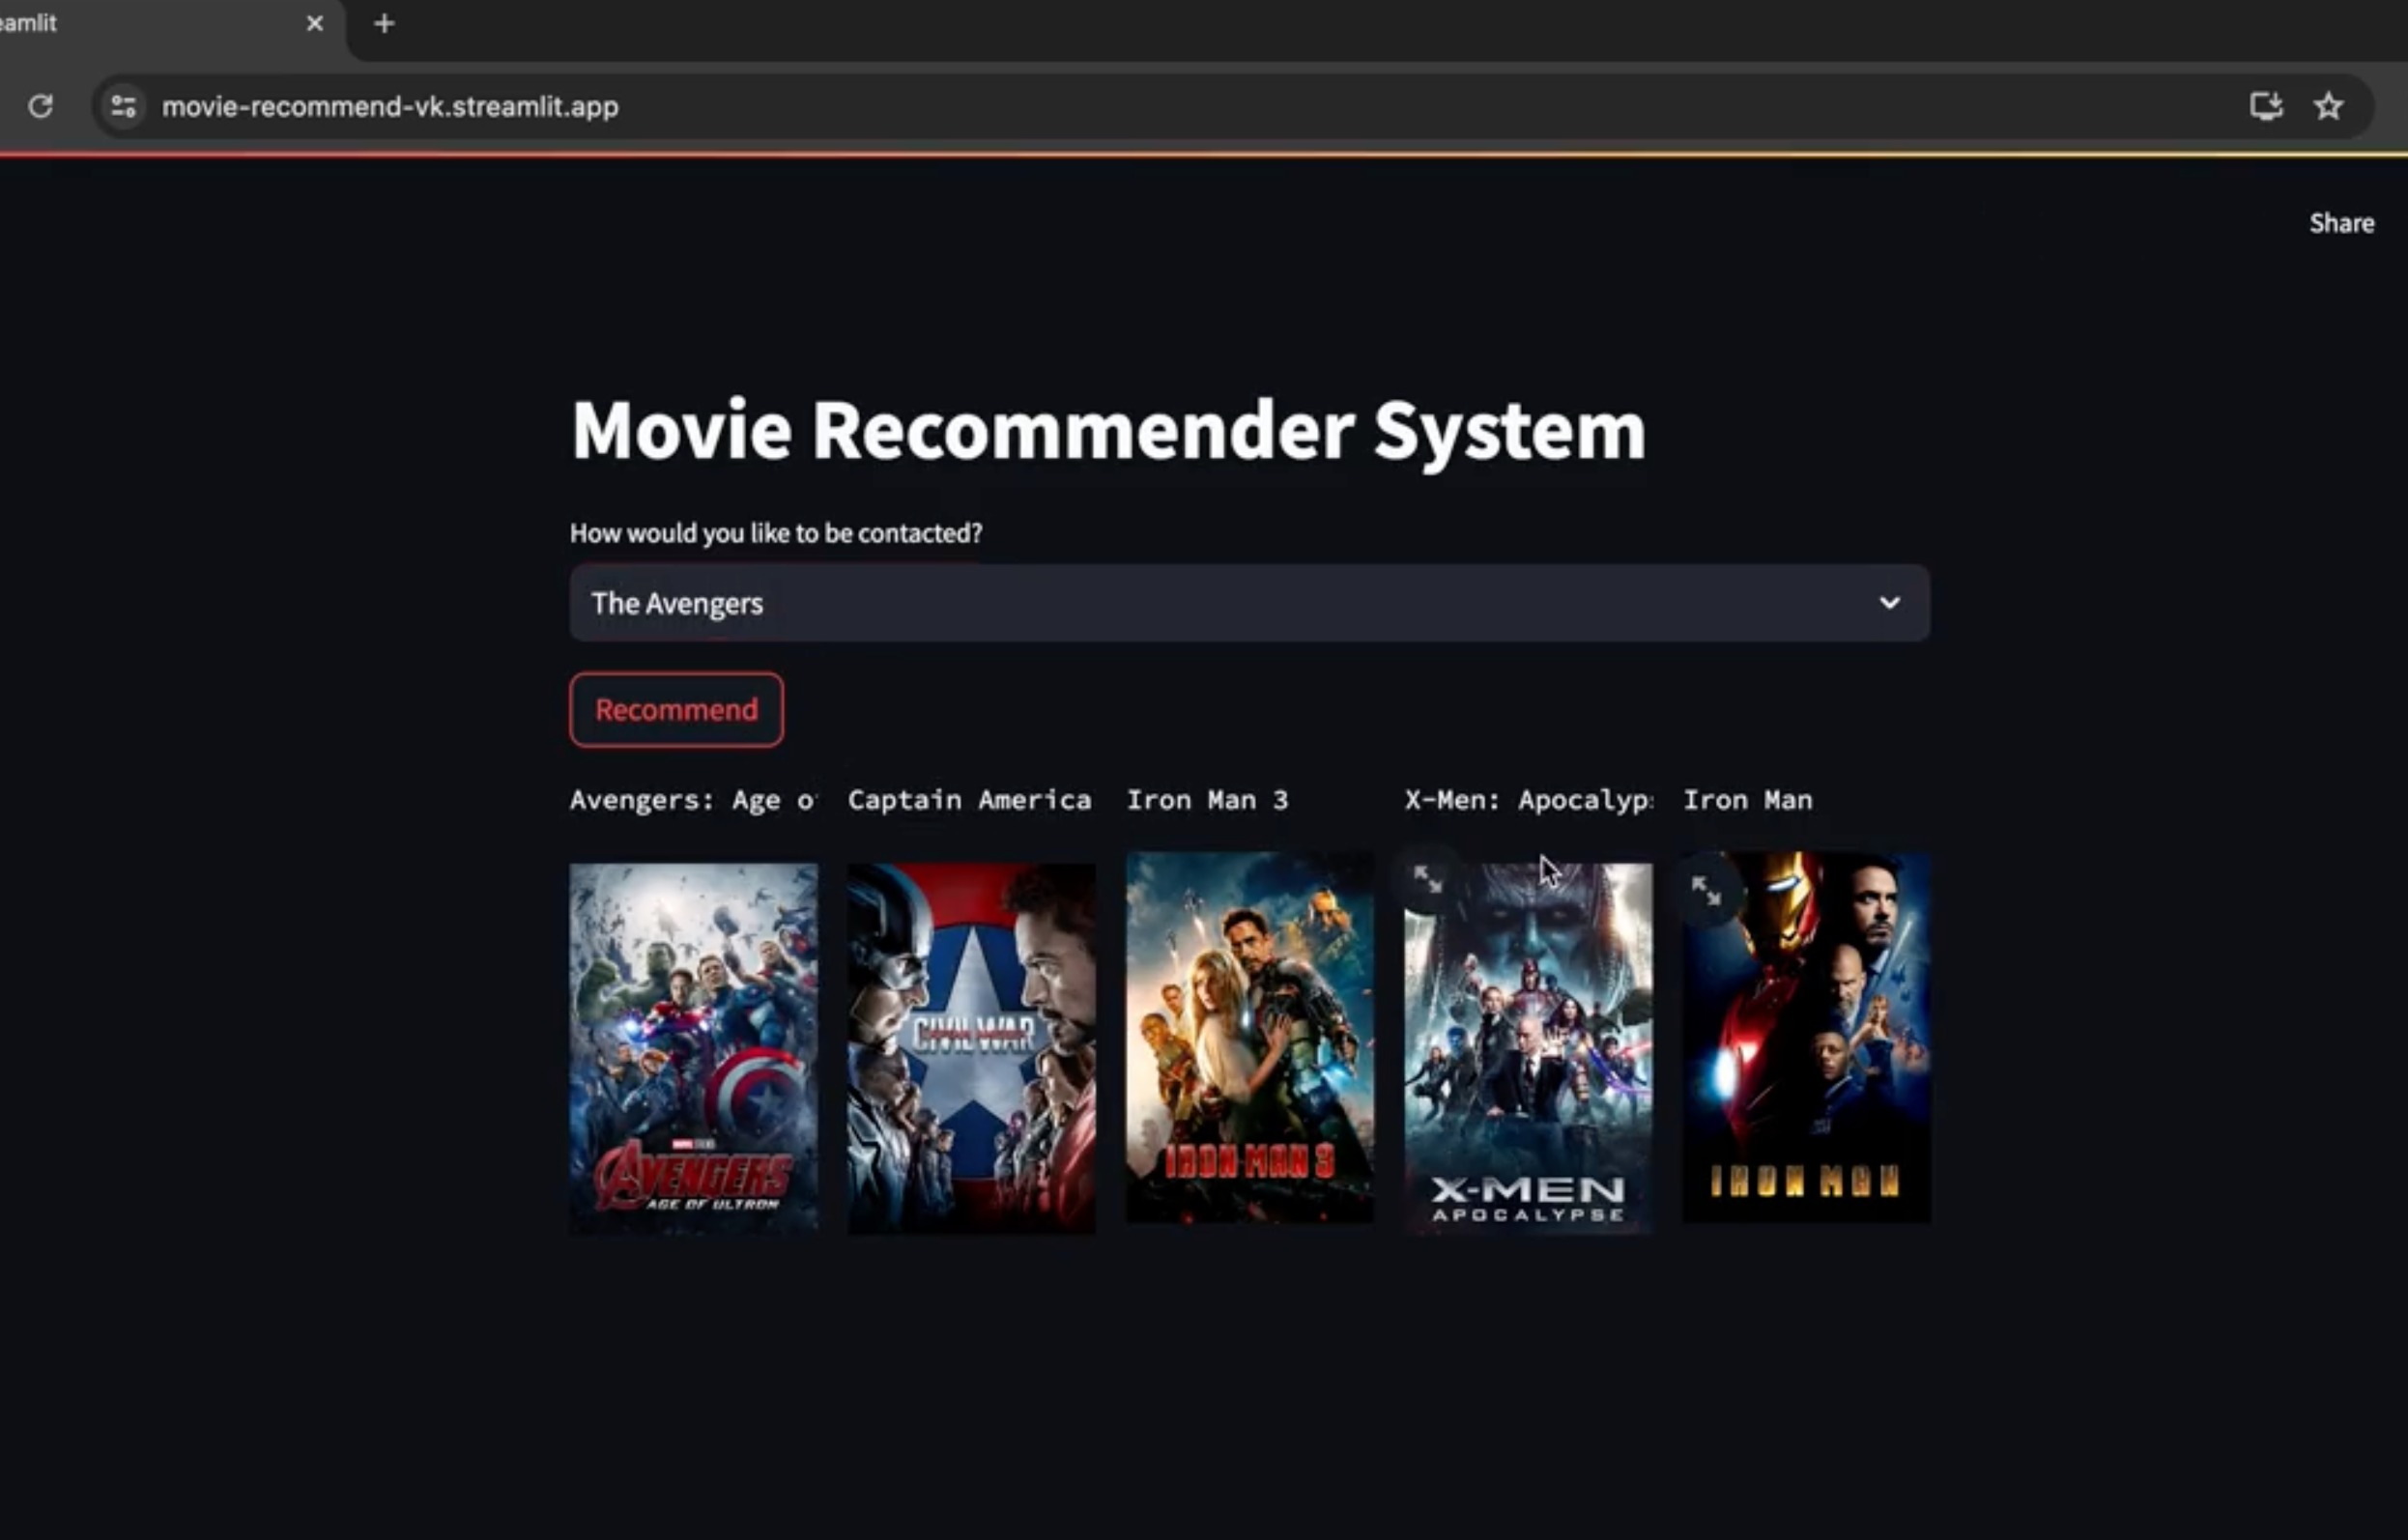 eamlit
movie-recommend-vk.streamlit.app
Share
Movie Recommender System
How would you like to be contacted?
The Avengers
Recommend
Avengers: Age o
Captain America
Iron Man 3
X-Men: Apocalyp
Iron Man
AVENGERS
AGE OF ULTRON
CIVIL WAR
IRON MAN 3
X-MEN
APOCALYPSE
IRON MAN